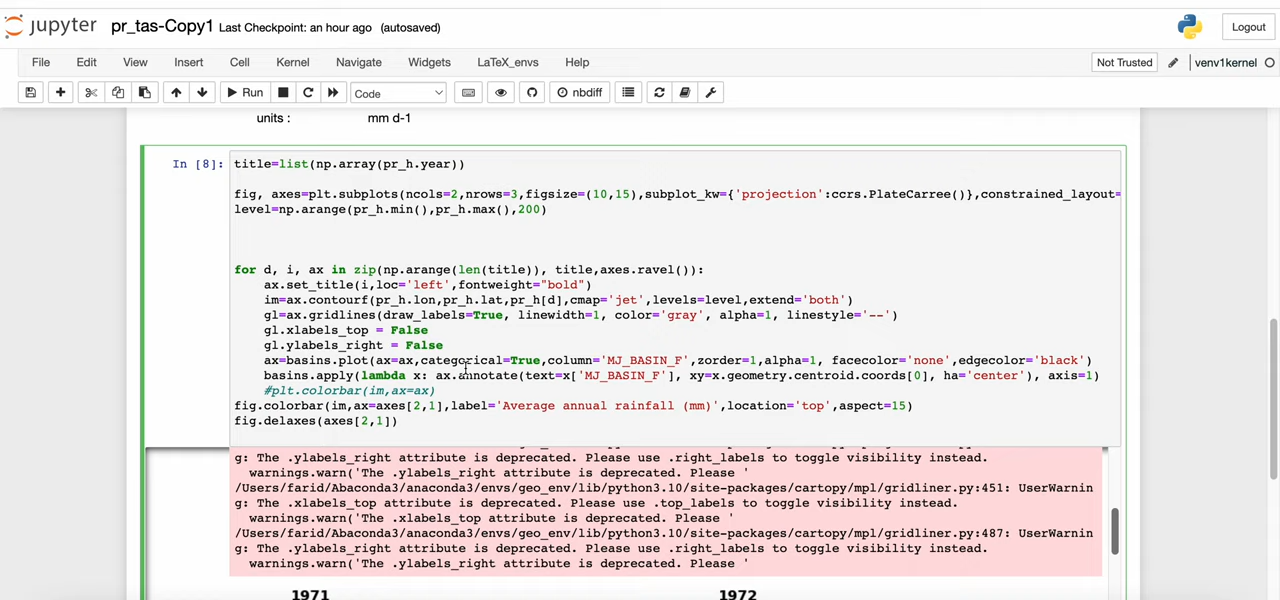 jupyter pr_tas-Copy1 Last Checkpoint: an hour ago (autosaved) Logout
File Edit View Insert Cell Kernel Navigate Widgets LaTeX_envs Help Not Trusted venv1kernel
Run Code nbdiff
units : mm d-1
In [8]: title=list(np.array(pr_h.year))
fig, axes=plt.subplots(ncols=2,nrows=3,figsize=(10,15),subplot_kw={'projection':ccrs.PlateCarree()},constrained_layout=
level=np.arange(pr_h.min(),pr_h.max(),200)
for d, i, ax in zip(np.arange(len(title)), title,axes.ravel()):
    ax.set_title(i,loc='left',fontweight="bold")
    im=ax.contourf(pr_h.lon,pr_h.lat,pr_h[d],cmap='jet',levels=level,extend='both')
    gl=ax.gridlines(draw_labels=True, linewidth=1, color='gray', alpha=1, linestyle='--')
    gl.xlabels_top = False
    gl.ylabels_right = False
    ax=basins.plot(ax=ax,categorical=True,column='MJ_BASIN_F',zorder=1,alpha=1, facecolor='none',edgecolor='black')
    basins.apply(lambda x: ax.annotate(text=x['MJ_BASIN_F'], xy=x.geometry.centroid.coords[0], ha='center'), axis=1)
    #plt.colorbar(im,ax=ax)
fig.colorbar(im,ax=axes[2,1],label='Average annual rainfall (mm)',location='top',aspect=15)
fig.delaxes(axes[2,1])
g: The .ylabels_right attribute is deprecated. Please use .right_labels to toggle visibility instead.
  warnings.warn('The .ylabels_right attribute is deprecated. Please '
/Users/farid/Abaconda3/anaconda3/envs/geo_env/lib/python3.10/site-packages/cartopy/mpl/gridliner.py:451: UserWarnin
g: The .xlabels_top attribute is deprecated. Please use .top_labels to toggle visibility instead.
  warnings.warn('The .xlabels_top attribute is deprecated. Please '
/Users/farid/Abaconda3/anaconda3/envs/geo_env/lib/python3.10/site-packages/cartopy/mpl/gridliner.py:487: UserWarnin
g: The .ylabels_right attribute is deprecated. Please use .right_labels to toggle visibility instead.
  warnings.warn('The .ylabels_right attribute is deprecated. Please '
1971 1972